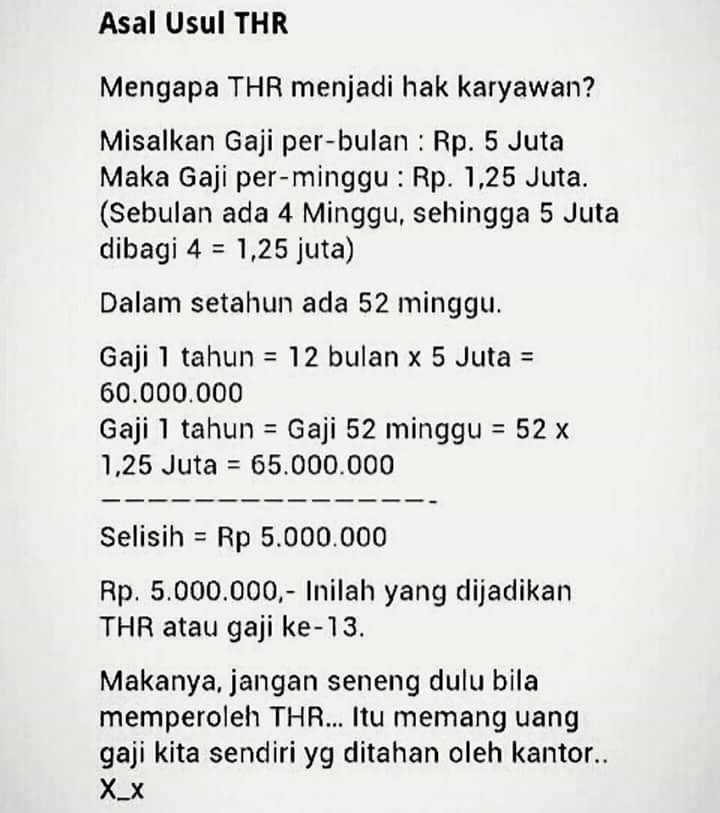 Asal Usul THR
Mengapa THR menjadi hak karyawan?
Misalkan Gaji per-bulan : Rp. 5 Juta
Maka Gaji per-minggu : Rp. 1,25 Juta.
(Sebulan ada 4 Minggu, sehingga 5 Juta
dibagi 4 = 1,25 juta)
Dalam setahun ada 52 minggu.
Gaji 1 tahun = 12 bulan x 5 Juta =
60.000.000
Gaji 1 tahun = Gaji 52 minggu = 52 x
1,25 Juta = 65.000.000
——————————————-
Selisih = Rp 5.000.000
Rp. 5.000.000,- Inilah yang dijadikan
THR atau gaji ke-13.
Makanya, jangan seneng dulu bila
memperoleh THR... Itu memang uang
gaji kita sendiri yg ditahan oleh kantor..
X_x